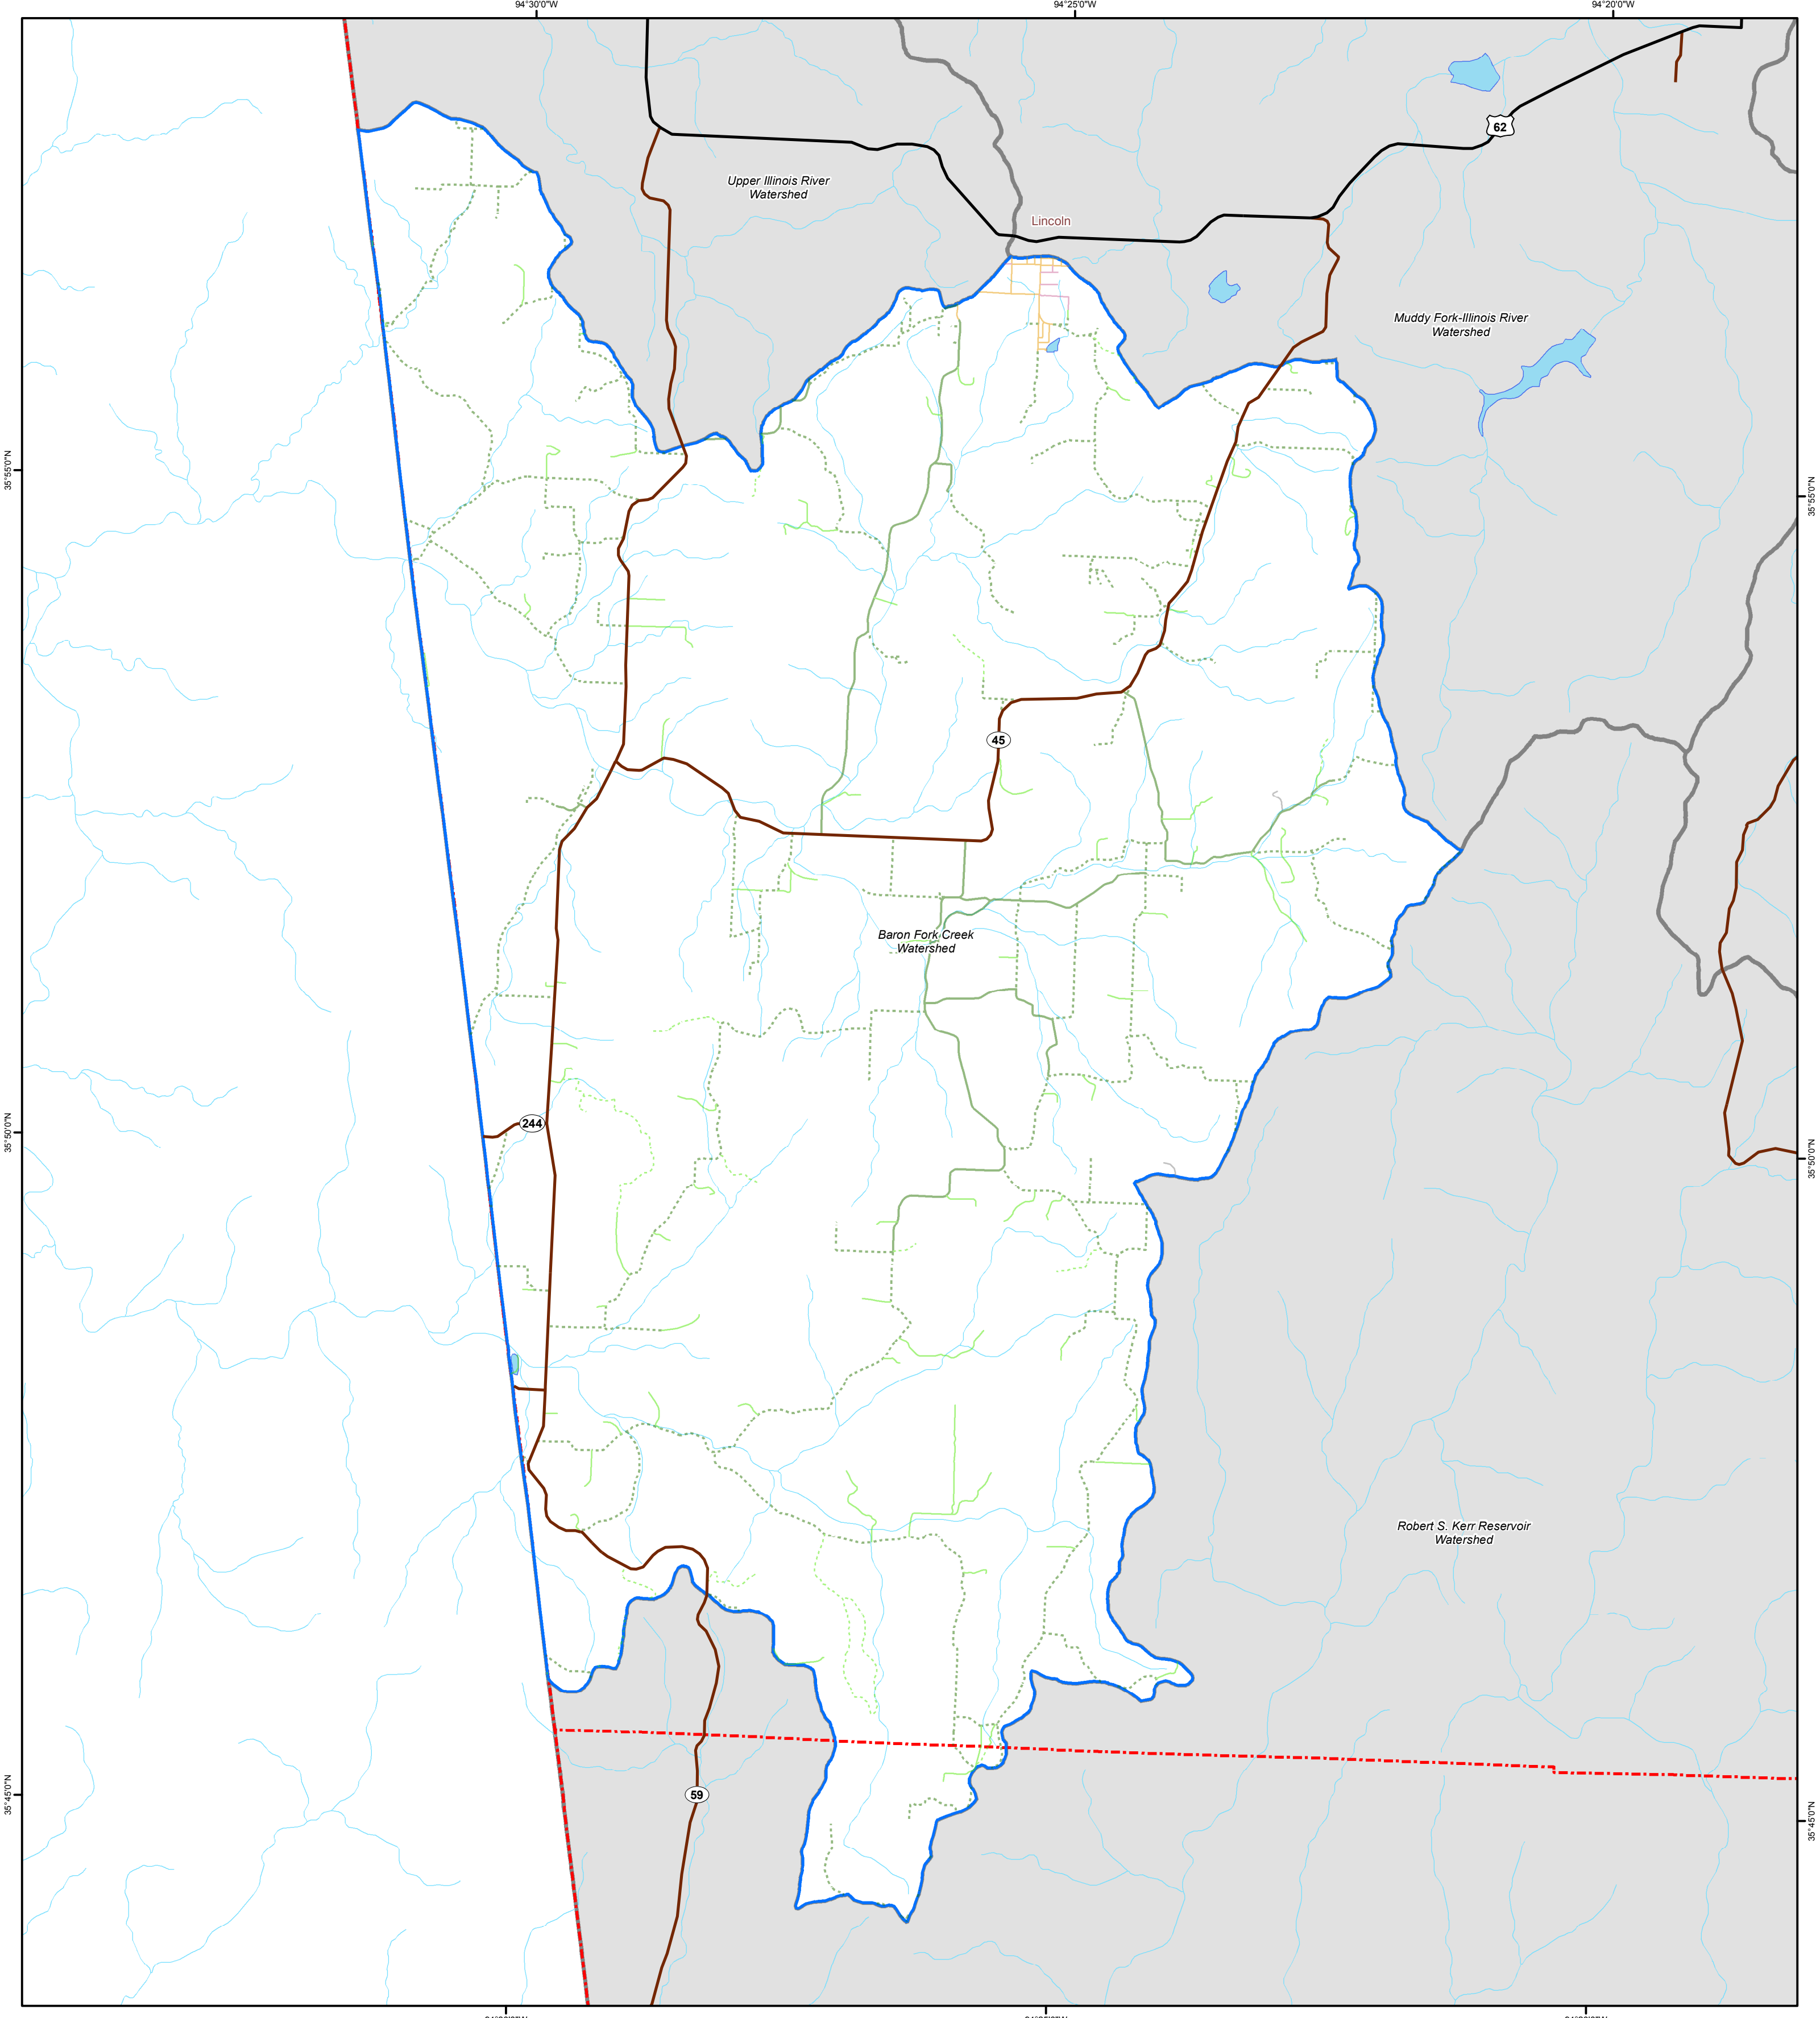 94°30'0"W
94°25'0"W
94°20'0"W
62
Upper Illinois River
Watershed
Lincoln
Muddy Fork-Illinois River
Watershed
35°55'0"N
35°55'0"N
45
Baron Fork Creek
Watershed
244
35°50'0"N
35°50'0"N
Robert S. Kerr Reservoir
Watershed
59
35°45'0"N
35°45'0"N